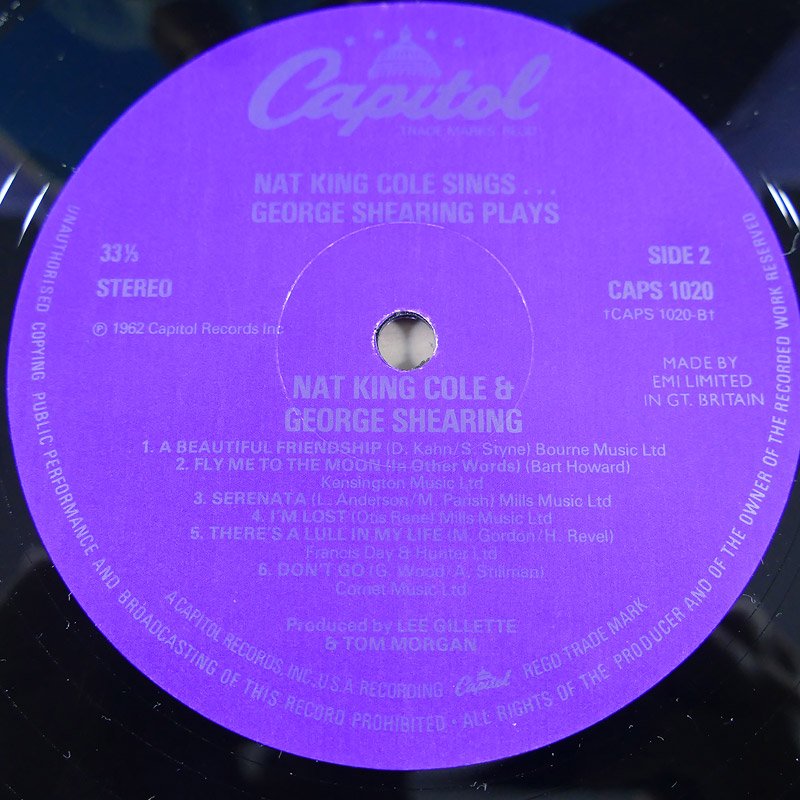 Capitol
TRADE MARKS REGD
NAT KING COLE SINGS...
GEORGE SHEARING PLAYS
33⅓
STEREO
℗ 1962 Capitol Records Inc
SIDE 2
CAPS 1020
†CAPS 1020-B†
MADE BY
EMI LIMITED
IN GT. BRITAIN
NAT KING COLE &
GEORGE SHEARING
1. A BEAUTIFUL FRIENDSHIP (D. Kahn/S. Styne) Bourne Music Ltd
2. FLY ME TO THE MOON (In Other Words) (Bart Howard)
Kensington Music Ltd
3. SERENATA (L. Anderson/M. Parish) Mills Music Ltd
4. I'M LOST (Otis Rene) Mills Music Ltd
5. THERE'S A LULL IN MY LIFE (M. Gordon/H. Revel)
Francis Day & Hunter Ltd
6. DON'T GO (G. Wood/A. Stillman)
Comet Music Ltd
Produced by LEE GILLETTE
& TOM MORGAN
A CAPITOL RECORDS, INC., U.S.A. RECORDING · Capitol REGD TRADE MARK
UNAUTHORISED COPYING PUBLIC PERFORMANCE AND BROADCASTING OF THIS RECORD PROHIBITED · ALL RIGHTS OF THE PRODUCER AND OF THE OWNER OF THE RECORDED WORK RESERVED